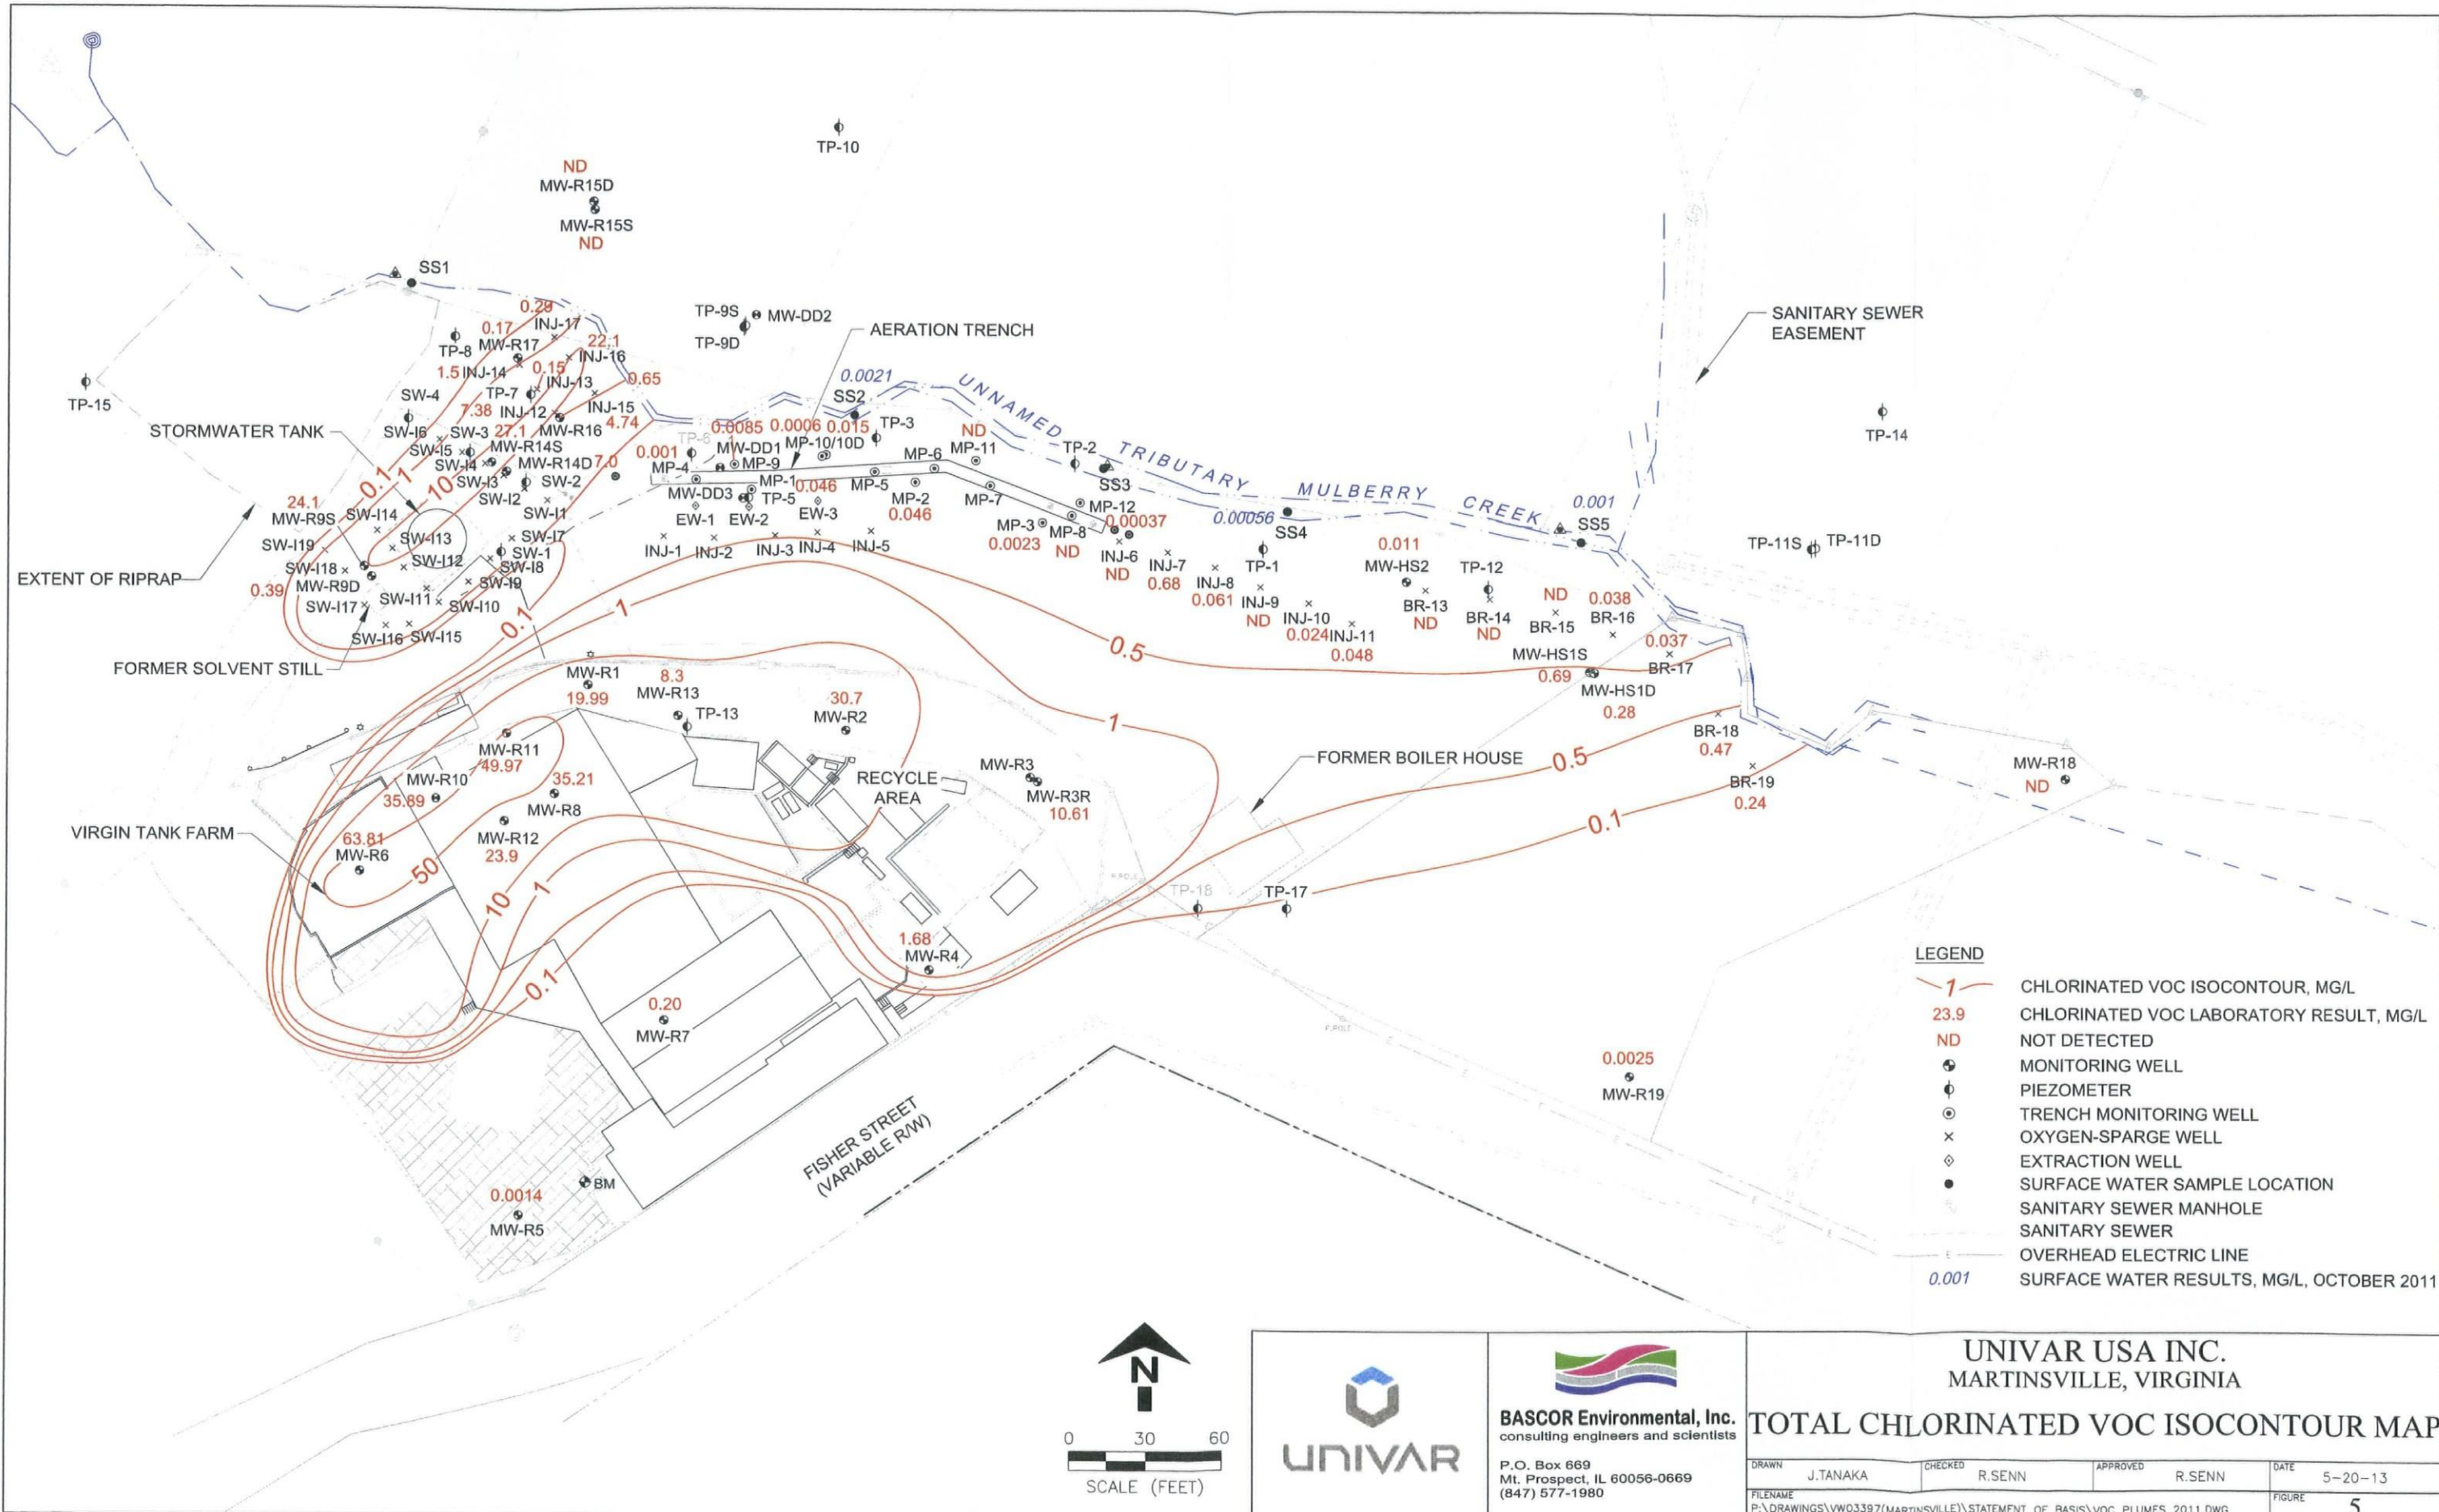 TP-10
ND
MW-R15D
MW-R15S
ND
SS1
0.29
0.17
INJ-17
TP-8
MW-R17
22.1
INJ-16
1.5
INJ-14
0.15
INJ-13
TP-7
0.65
INJ-15
SW-4
7.38
INJ-12
4.74
MW-R16
TP-15
STORMWATER TANK
SW-I6
SW-3
27.1
MW-R14S
SW-I5
SW-I4
MW-R14D
7.0
SW-I3
SW-2
SW-I2
SW-I1
0.1
1
10
24.1
MW-R9S
SW-I14
SW-I19
SW-I13
SW-I7
SW-1
SW-I12
SW-I8
SW-I18
MW-R9D
SW-I9
EXTENT OF RIPRAP
0.39
SW-I17
SW-I11
SW-I10
SW-I16
SW-I15
0.1
FORMER SOLVENT STILL
TP-9S
MW-DD2
TP-9D
AERATION TRENCH
0.0021
SS2
UNNAMED TRIBUTARY MULBERRY CREEK
TP-6
0.0085
0.0006
0.015
TP-3
0.001
MW-DD1
MP-10/10D
ND
MP-11
MP-4
MP-9
MP-6
TP-2
MW-DD3
MP-1
0.046
TP-5
MP-5
MP-2
0.046
MP-7
SS3
EW-1
EW-2
EW-3
MP-12
MP-3
0.0023
MP-8
ND
0.00037
0.00056
SS4
0.001
SS5
INJ-1
INJ-2
INJ-3
INJ-4
INJ-5
INJ-6
ND
INJ-7
0.68
INJ-8
0.061
TP-1
INJ-9
ND
INJ-10
0.024
INJ-11
0.048
0.011
MW-HS2
TP-12
BR-13
ND
BR-14
ND
ND
BR-15
0.038
BR-16
0.037
BR-17
MW-HS1S
0.69
MW-HS1D
0.28
BR-18
0.47
BR-19
0.24
SANITARY SEWER
EASEMENT
TP-14
TP-11S
TP-11D
MW-R18
ND
1
0.5
1
0.5
0.1
MW-R1
19.99
8.3
MW-R13
TP-13
30.7
MW-R2
MW-R11
49.97
MW-R10
35.89
35.21
MW-R8
MW-R12
23.9
63.81
MW-R6
VIRGIN TANK FARM
50
10
1
0.1
RECYCLE
AREA
MW-R3
MW-R3R
10.61
FORMER BOILER HOUSE
P.POLE
TP-18
TP-17
1.68
MW-R4
0.20
MW-R7
P.POLE
0.0025
MW-R19
FISHER STREET
(VARIABLE R/W)
BM
0.0014
MW-R5
E
LEGEND
1 CHLORINATED VOC ISOCONTOUR, MG/L
23.9 CHLORINATED VOC LABORATORY RESULT, MG/L
ND NOT DETECTED
MONITORING WELL
PIEZOMETER
TRENCH MONITORING WELL
OXYGEN-SPARGE WELL
EXTRACTION WELL
SURFACE WATER SAMPLE LOCATION
SANITARY SEWER MANHOLE
SANITARY SEWER
E OVERHEAD ELECTRIC LINE
0.001 SURFACE WATER RESULTS, MG/L, OCTOBER 2011
N
0 30 60
SCALE (FEET)
UNIVAR
BASCOR Environmental, Inc.
consulting engineers and scientists
P.O. Box 669
Mt. Prospect, IL 60056-0669
(847) 577-1980
UNIVAR USA INC.
MARTINSVILLE, VIRGINIA
TOTAL CHLORINATED VOC ISOCONTOUR MAP
DRAWN J.TANAKA
CHECKED R.SENN
APPROVED R.SENN
DATE 5-20-13
FILENAME
P:\DRAWINGS\VW03397(MARTINSVILLE)\STATEMENT_OF_BASIS\VOC_PLUMES_2011.DWG
FIGURE 5